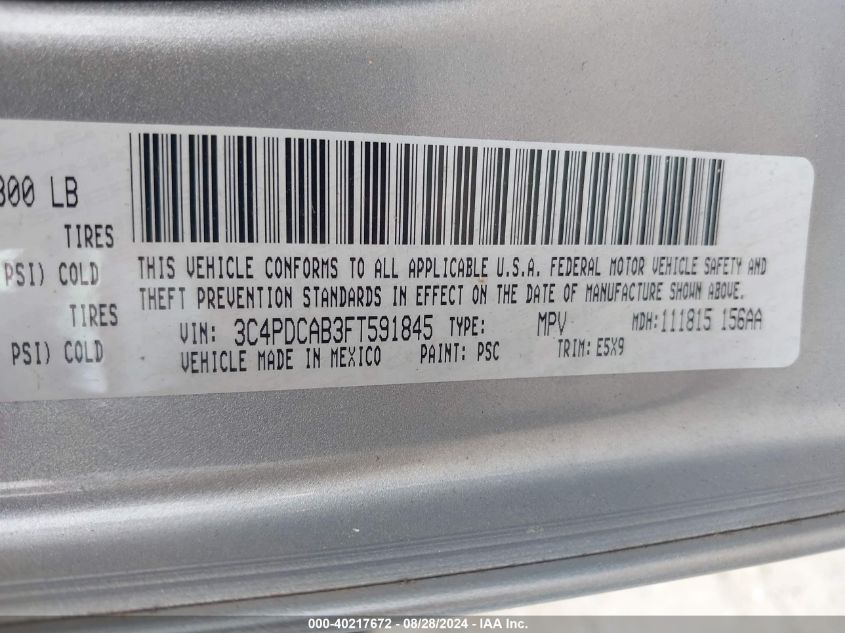 300 LB
TIRES
PSI) COLD
TIRES
PSI) COLD
THIS VEHICLE CONFORMS TO ALL APPLICABLE U.S.A. FEDERAL MOTOR VEHICLE SAFETY AND
THEFT PREVENTION STANDARDS IN EFFECT ON THE DATE OF MANUFACTURE SHOWN ABOVE.
VIN: 3C4PDCAB3FT591845 TYPE: MPV MDH:111815 156AA
VEHICLE MADE IN MEXICO PAINT: PSC TRIM: E5X9
000-40217672 - 08/28/2024 - IAA Inc.